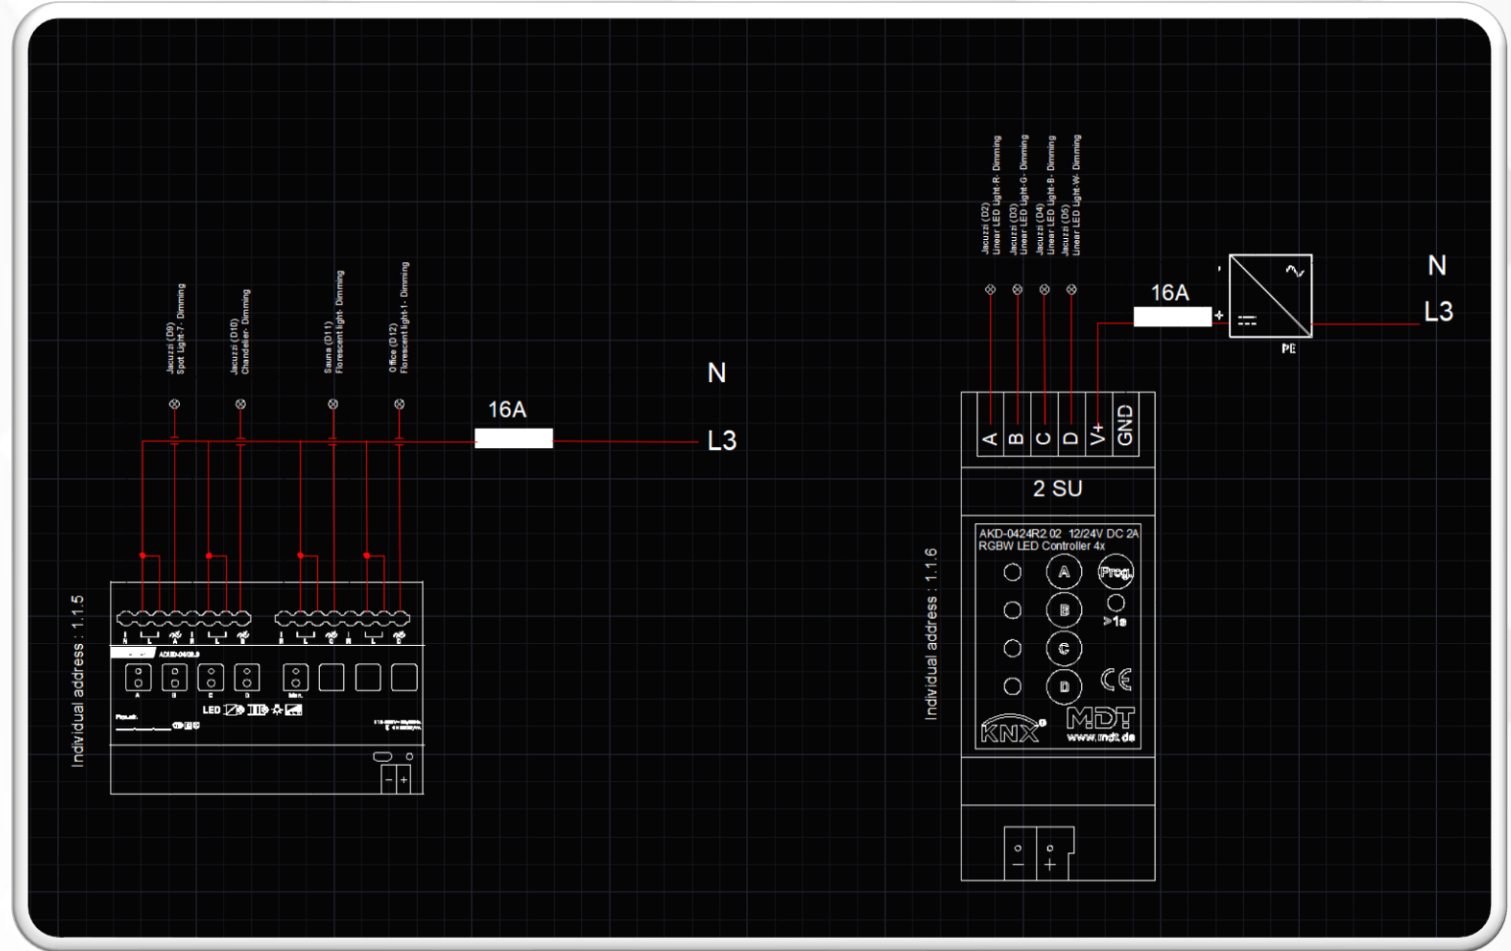 Jacuzzi (D9)
Spot Light-7- Dimming
Jacuzzi (D10)
Chandelier- Dimming
Sauna (D11)
Florescent light- Dimming
Office (D12)
Florescent light-1- Dimming
16A
N
L3
Individual address : 1.1.5
N
L
A
N
L
B
N
L
C
N
L
A
B
C
D
Man.
LED
- +
Jacuzzi (D2)
Linear LED Light-R- Dimming
Jacuzzi (D3)
Linear LED Light-G- Dimming
Jacuzzi (D4)
Linear LED Light-B- Dimming
Jacuzzi (D5)
Linear LED Light-W- Dimming
16A
- +
PE
N
L3
A B C D V+ GND
2 SU
AKD-0424R2.02 12/24V DC 2A
RGBW LED Controller 4x
A Prog.
B
>1s
C
D
CE
KNX®
MDT
www.mdt.de
Individual address : 1.1.6
- +